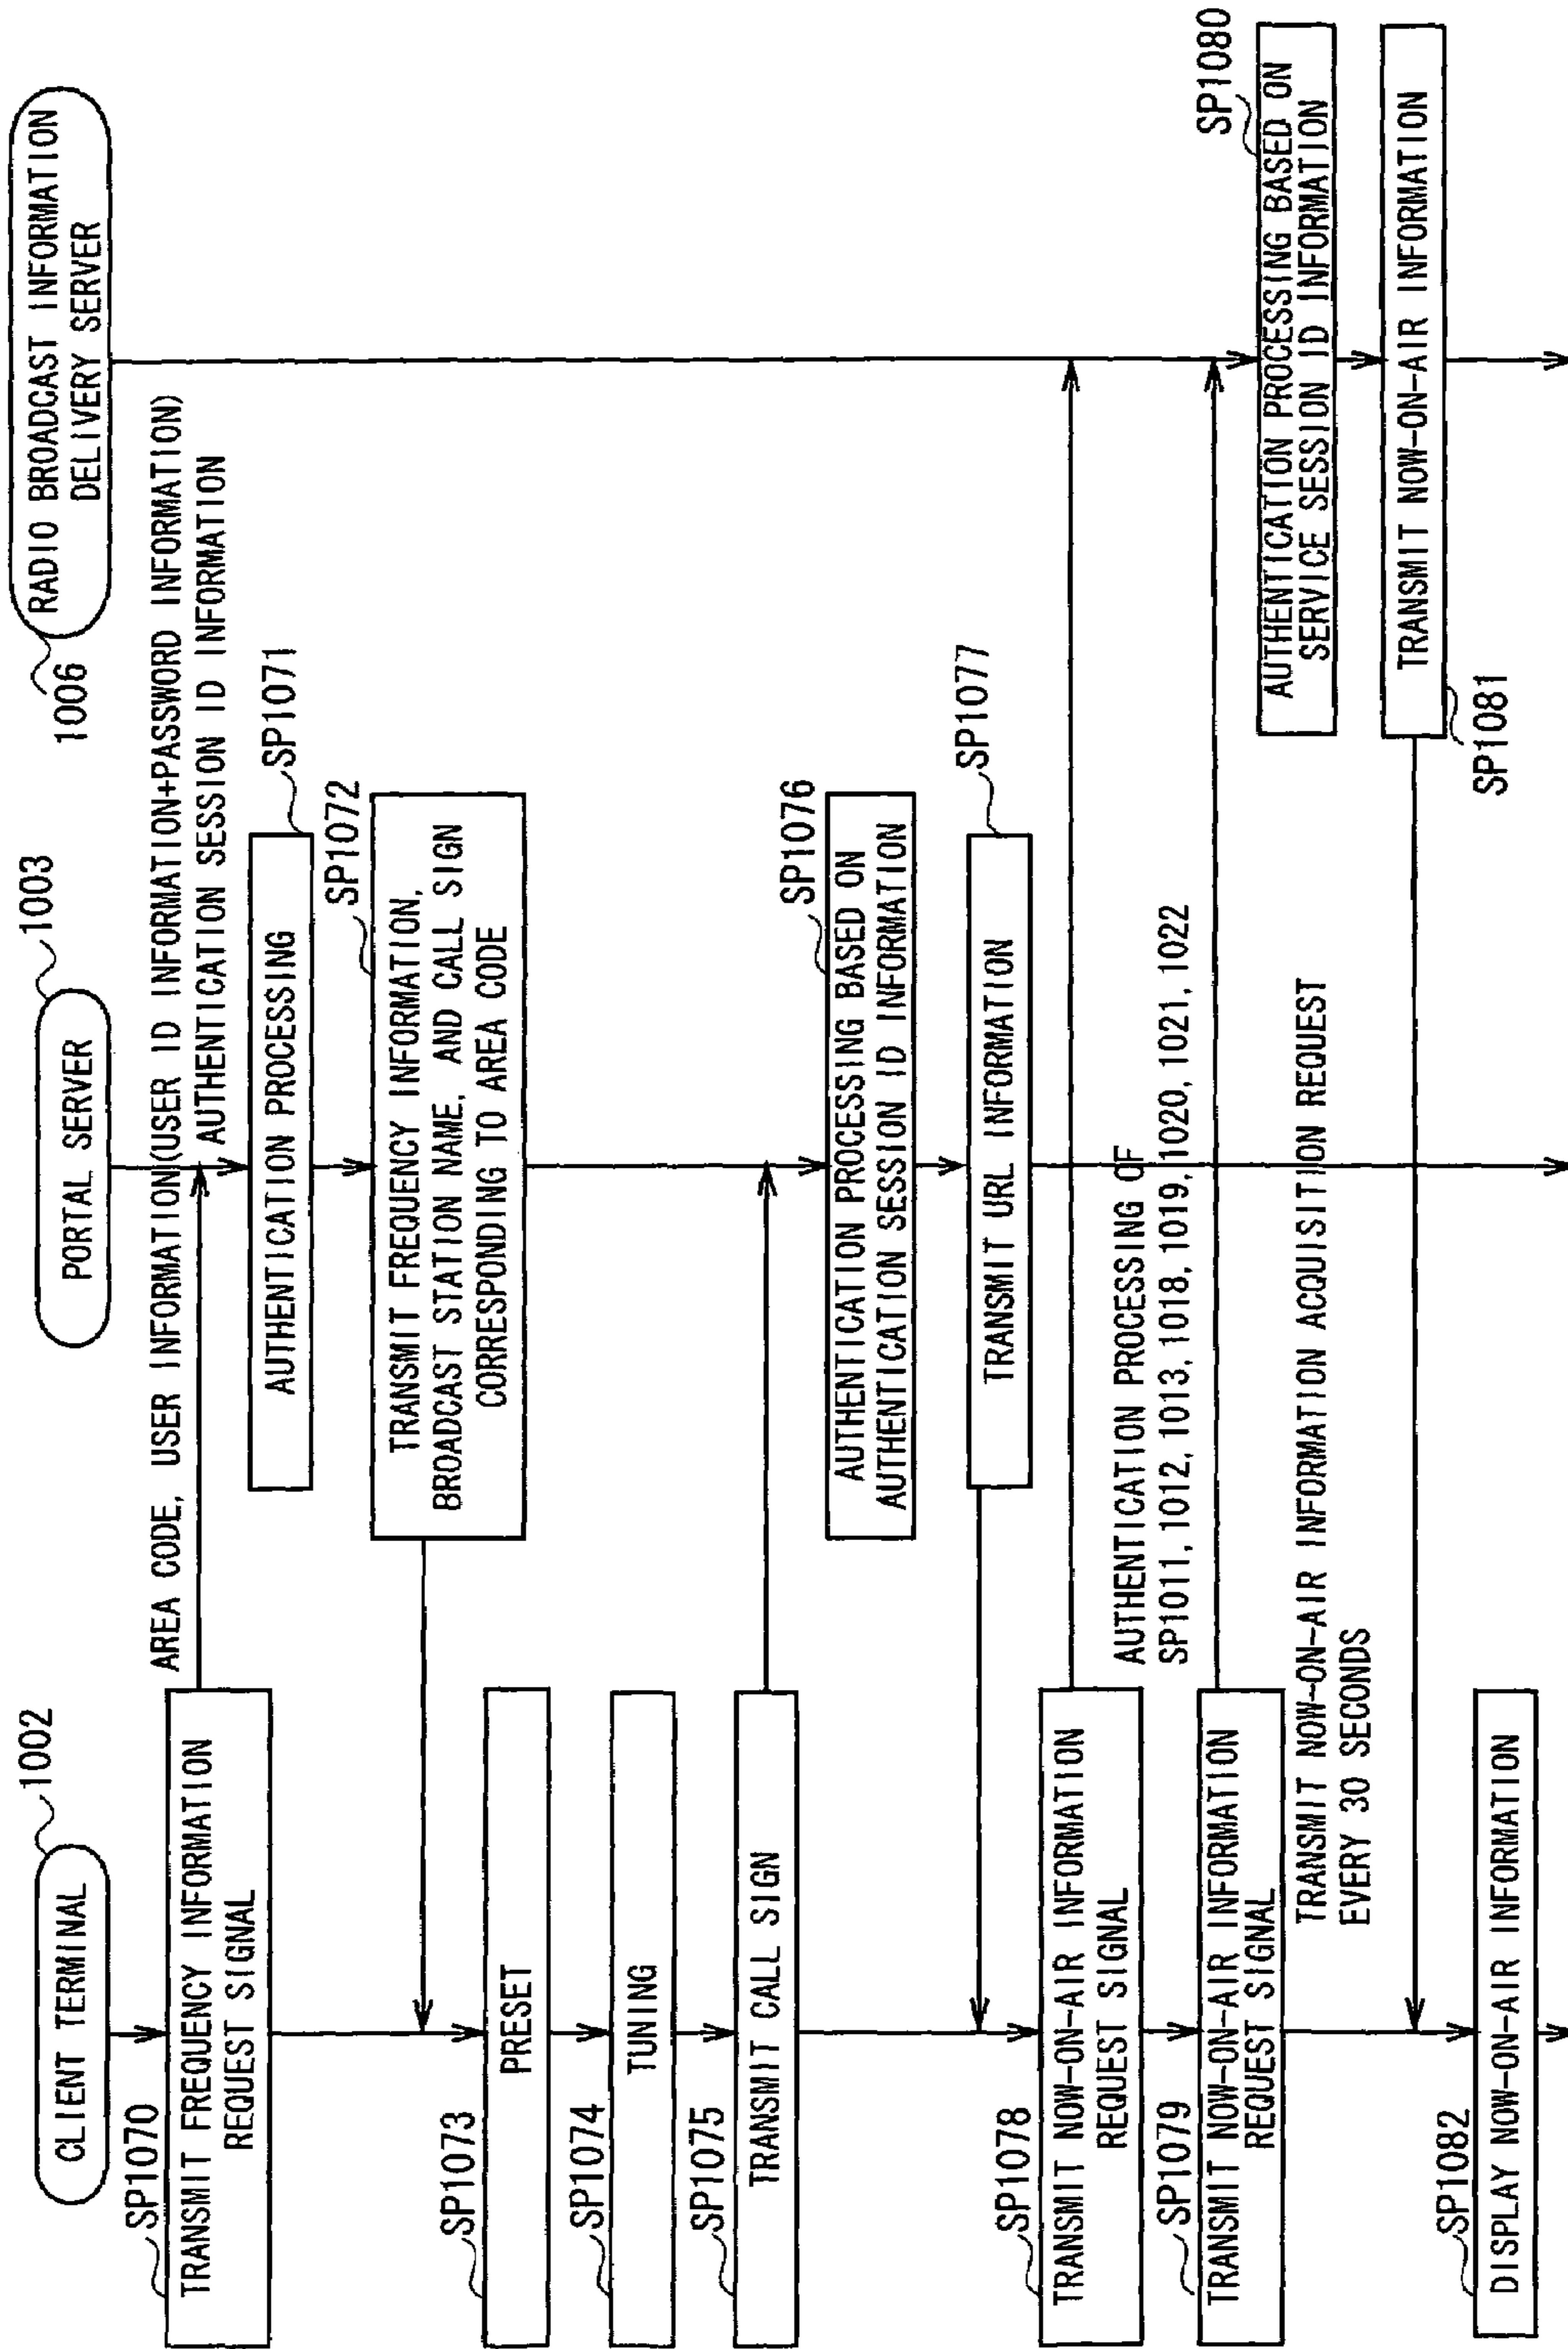 CLIENT TERMINAL
1002
PORTAL SERVER
1003
RADIO BROADCAST INFORMATION
DELIVERY SERVER
1006
SP1070
TRANSMIT FREQUENCY INFORMATION
REQUEST SIGNAL
AREA CODE, USER INFORMATION(USER ID INFORMATION+PASSWORD INFORMATION)
AUTHENTICATION SESSION ID INFORMATION
SP1071
AUTHENTICATION PROCESSING
SP1072
TRANSMIT FREQUENCY INFORMATION,
BROADCAST STATION NAME, AND CALL SIGN
CORRESPONDING TO AREA CODE
SP1073
PRESET
SP1074
TUNING
SP1075
TRANSMIT CALL SIGN
SP1076
AUTHENTICATION PROCESSING BASED ON
AUTHENTICATION SESSION ID INFORMATION
SP1077
TRANSMIT URL INFORMATION
SP1078
TRANSMIT NOW-ON-AIR INFORMATION
REQUEST SIGNAL
AUTHENTICATION PROCESSING OF
SP1011, 1012, 1013, 1018, 1019, 1020, 1021, 1022
SP1079
TRANSMIT NOW-ON-AIR INFORMATION
REQUEST SIGNAL
TRANSMIT NOW-ON-AIR INFORMATION ACQUISITION REQUEST
EVERY 30 SECONDS
SP1080
AUTHENTICATION PROCESSING BASED ON
SERVICE SESSION ID INFORMATION
TRANSMIT NOW-ON-AIR INFORMATION
SP1081
SP1082
DISPLAY NOW-ON-AIR INFORMATION